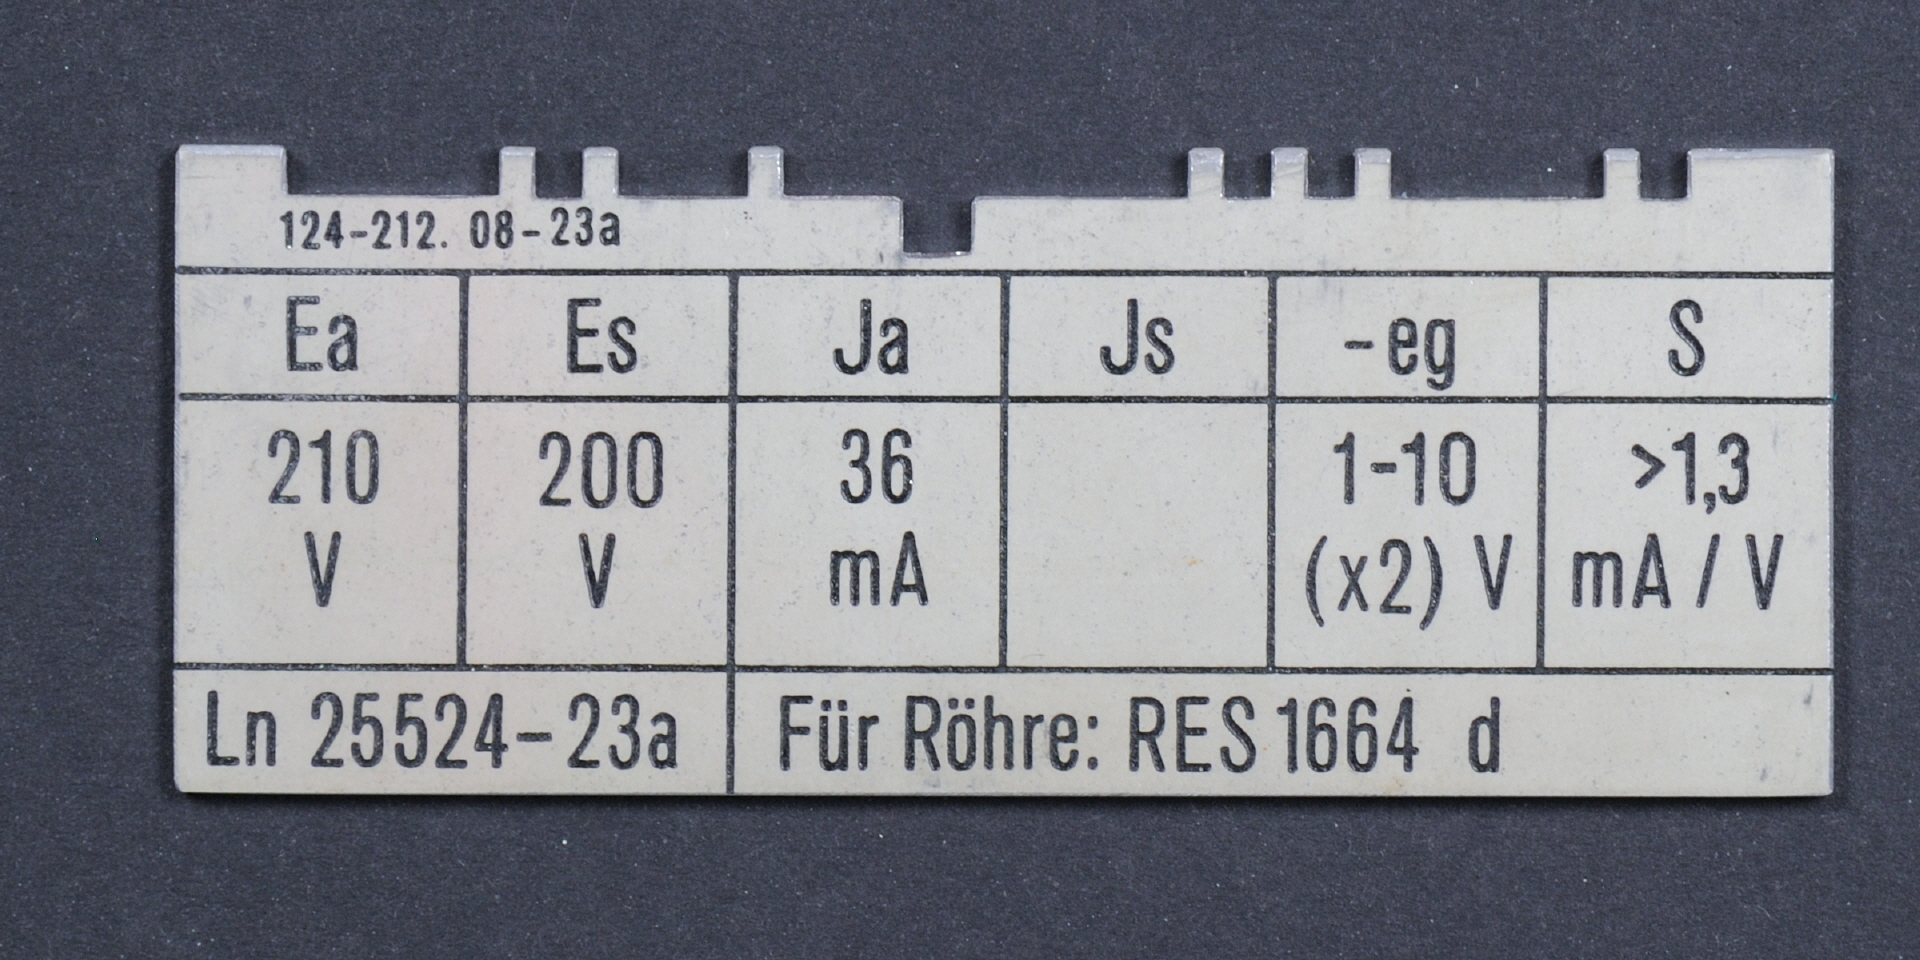 124-212. 08-23a
Ea Es Ja Js -eg S
210 200 36 1-10 >1,3
V V mA (x2) V mA / V
Ln 25524-23a Für Röhre: RES 1664 d